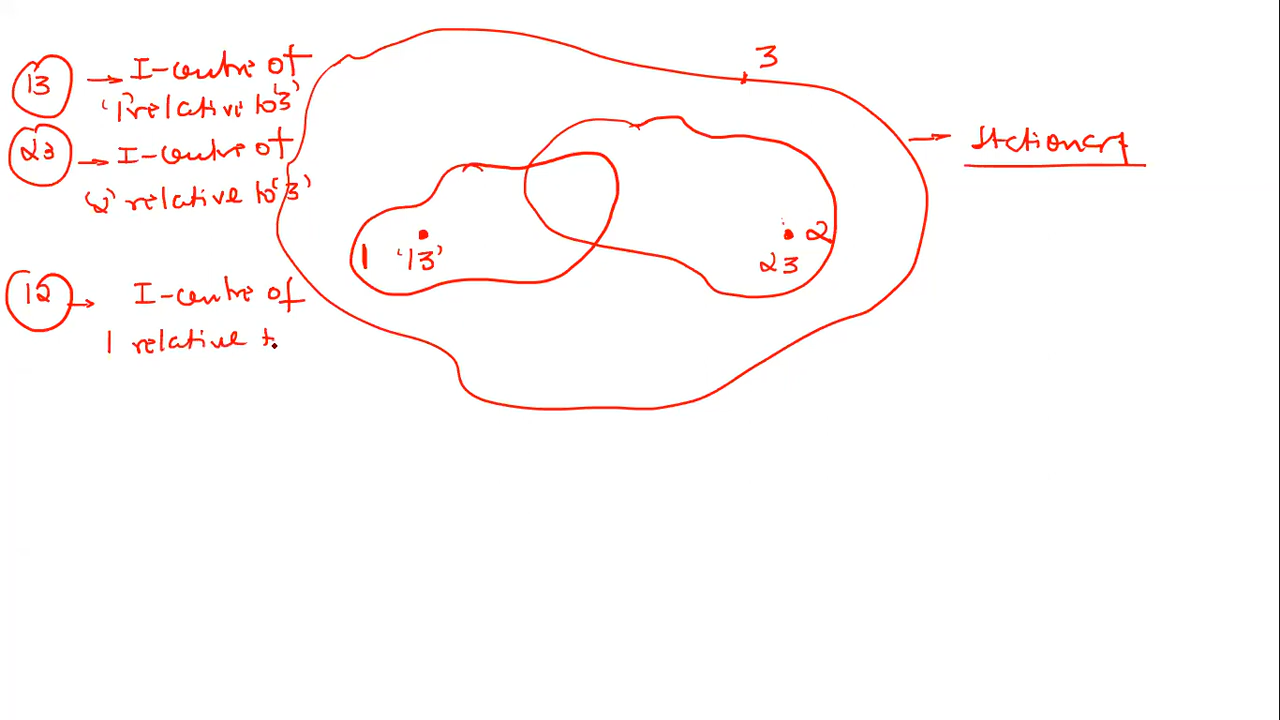 13 → I-centre of
'1' relative to '3'
23 → I-centre of
'2' relative to '3'
12 → I-centre of
1 relative t
3
→ Stationary
1
'13'
2
23